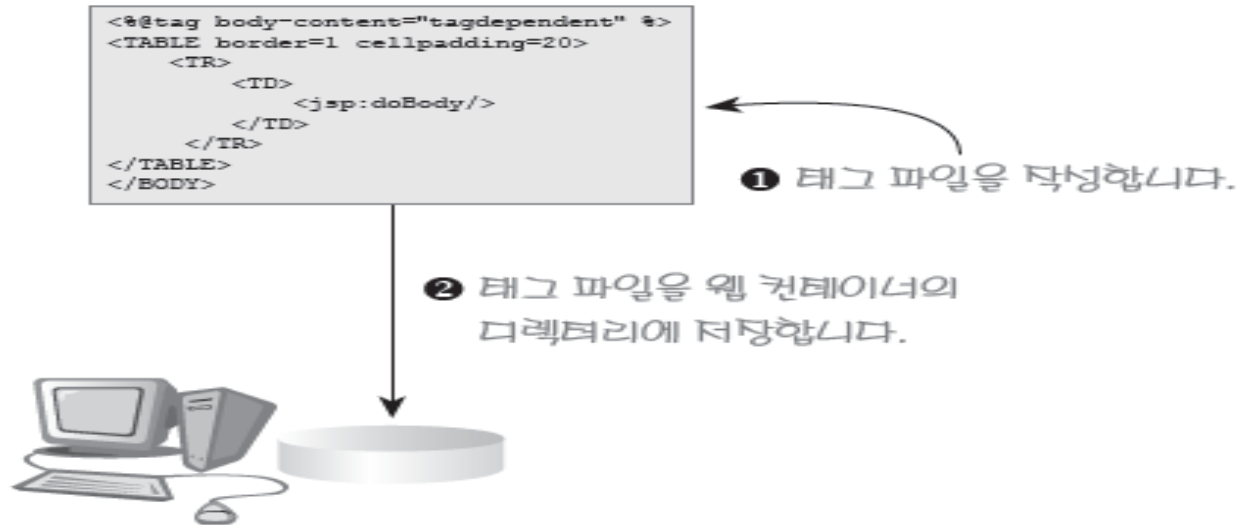 <%@tag body-content="tagdependent" %>
<TABLE border=1 cellpadding=20>
<TR>
<TD>
<jsp:doBody/>
</TD>
</TR>
</TABLE>
</BODY>
❶ 태그 파일을 작성합니다.
❷ 태그 파일을 웹 컨테이너의
디렉터리에 저장합니다.